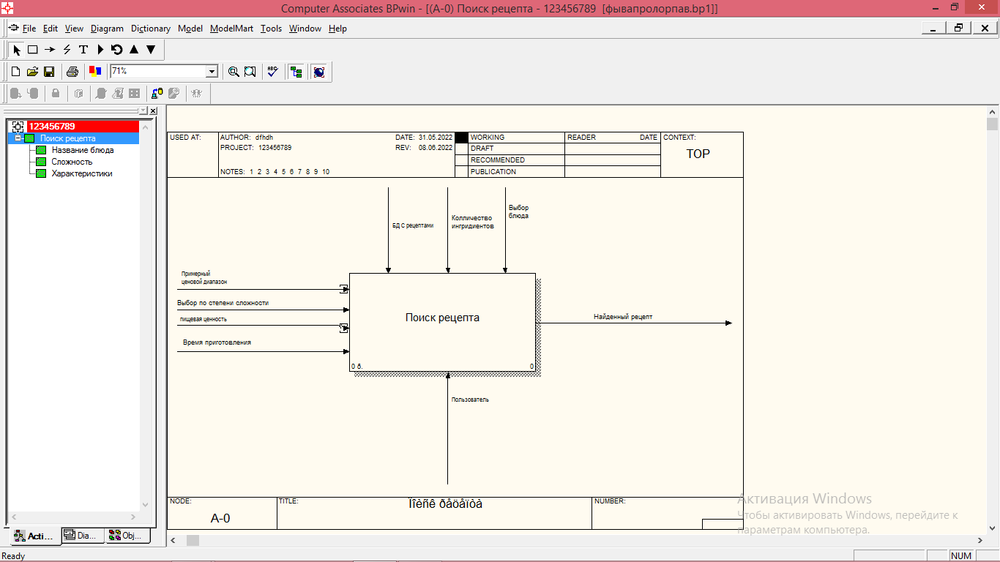 Computer Associates BPwin - [(A-0) Поиск рецепта - 123456789 [фывапролорпав.bp1]]
File Edit View Diagram Dictionary Model ModelMart Tools Window Help
T
71%
ABC
123456789
Поиск рецепта
Название блюда
Сложность
Характеристики
Acti...
Dia...
Obj...
USED AT:
AUTHOR: dfhdh
PROJECT: 123456789
NOTES: 1 2 3 4 5 6 7 8 9 10
DATE: 31.05.2022
REV: 08.06.2022
WORKING
DRAFT
RECOMMENDED
PUBLICATION
READER DATE
CONTEXT:
TOP
БД С рецептами
Колличество
ингридиентов
Выбор
блюда
Примерный
ценовой диапазон
Выбор по степени сложности
пищевая ценность
Время приготовления
Поиск рецепта
0 б. 0
Найденный рецепт
Пользователь
NODE:
A-0
TITLE:
Ïîèñê ðåöåïòà
NUMBER:
Активация Windows
Чтобы активировать Windows, перейдите к
параметрам компьютера.
Ready
NUM